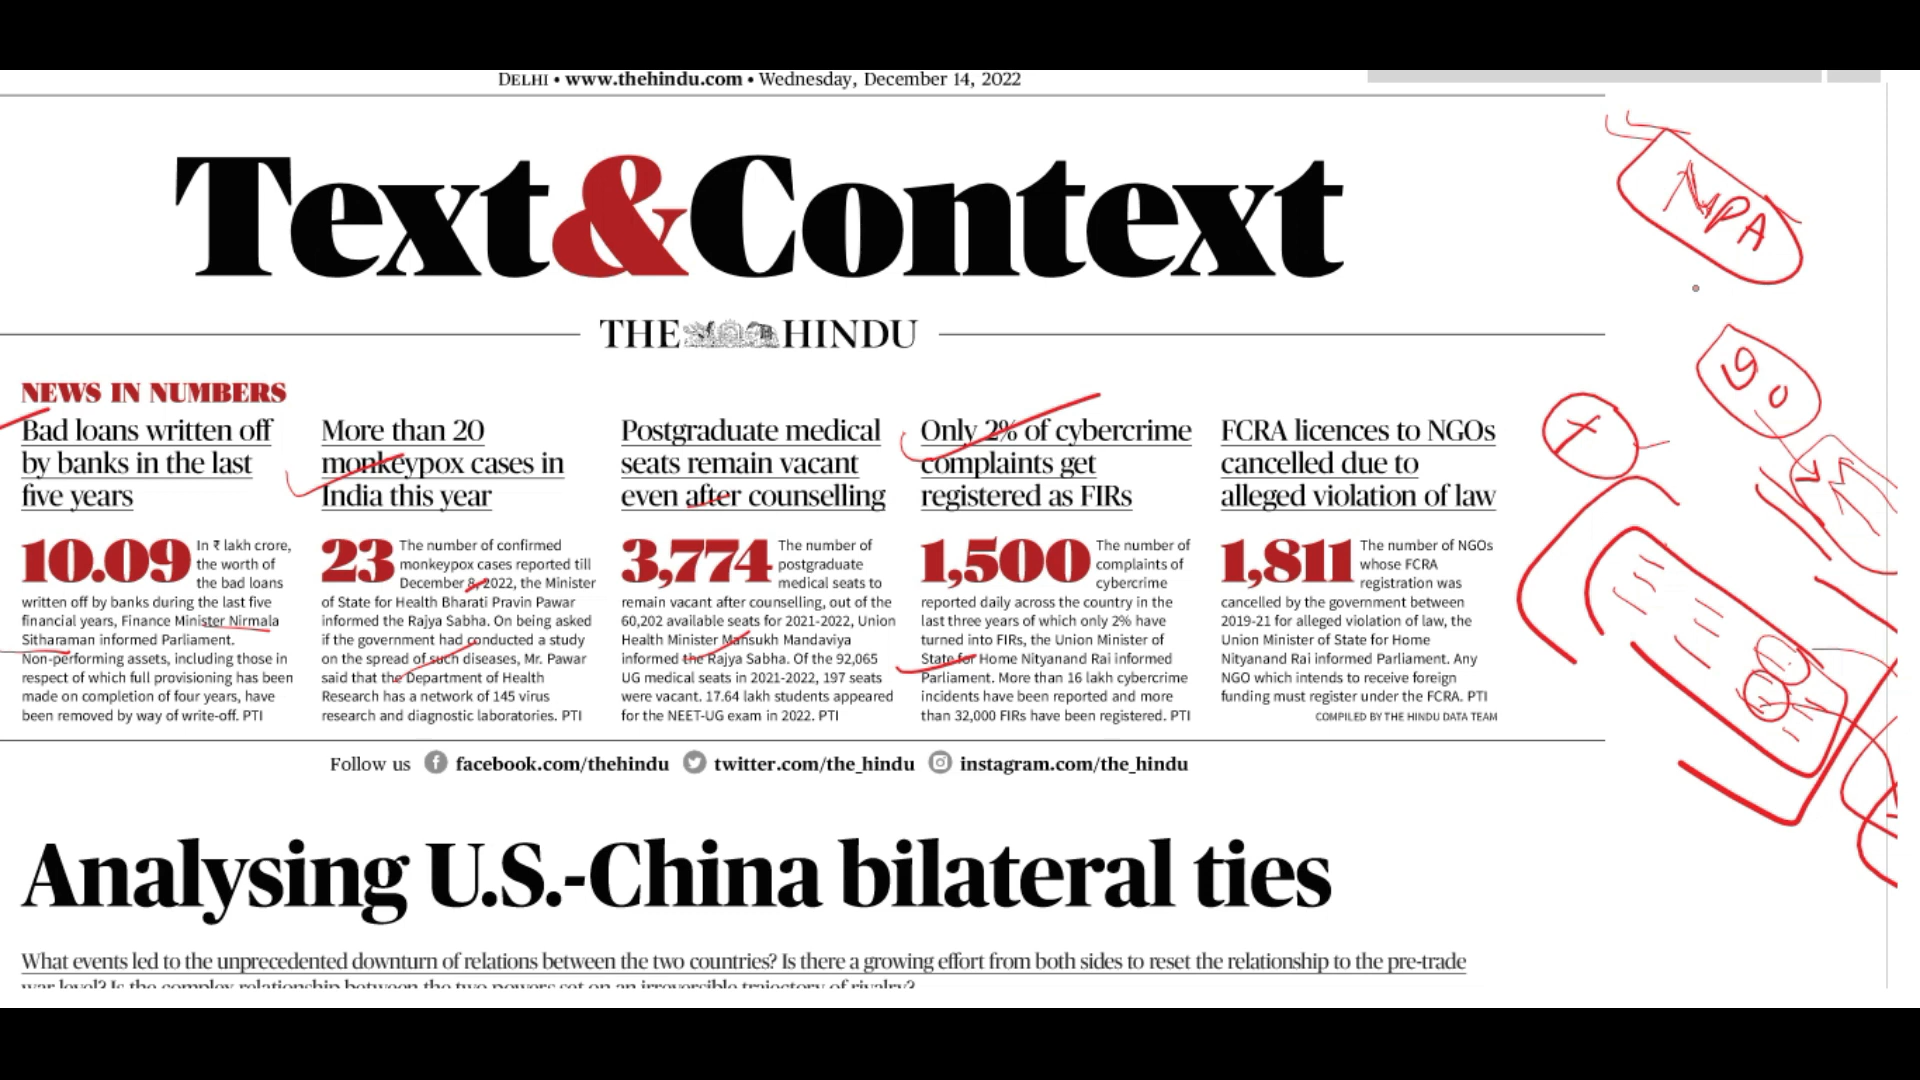 DELHI • www.thehindu.com • Wednesday, December 14, 2022
Text&Context
THE HINDU
NEWS IN NUMBERS
Bad loans written off
by banks in the last
five years
10.09 In ₹ lakh crore,
the worth of
the bad loans
written off by banks during the last five
financial years, Finance Minister Nirmala
Sitharaman informed Parliament.
Non-performing assets, including those in
respect of which full provisioning has been
made on completion of four years, have
been removed by way of write-off. PTI
More than 20
monkeypox cases in
India this year
23 The number of confirmed
monkeypox cases reported till
December 8, 2022, the Minister
of State for Health Bharati Pravin Pawar
informed the Rajya Sabha. On being asked
if the government had conducted a study
on the spread of such diseases, Mr. Pawar
said that the Department of Health
Research has a network of 145 virus
research and diagnostic laboratories. PTI
Postgraduate medical
seats remain vacant
even after counselling
3,774 The number of
postgraduate
medical seats to
remain vacant after counselling, out of the
60,202 available seats for 2021-2022, Union
Health Minister Mansukh Mandaviya
informed the Rajya Sabha. Of the 92,065
UG medical seats in 2021-2022, 197 seats
were vacant. 17.64 lakh students appeared
for the NEET-UG exam in 2022. PTI
Only 2% of cybercrime
complaints get
registered as FIRs
1,500 The number of
complaints of
cybercrime
reported daily across the country in the
last three years of which only 2% have
turned into FIRs, the Union Minister of
State for Home Nityanand Rai informed
Parliament. More than 16 lakh cybercrime
incidents have been reported and more
than 32,000 FIRs have been registered. PTI
FCRA licences to NGOs
cancelled due to
alleged violation of law
1,811 The number of NGOs
whose FCRA
registration was
cancelled by the government between
2019-21 for alleged violation of law, the
Union Minister of State for Home
Nityanand Rai informed Parliament. Any
NGO which intends to receive foreign
funding must register under the FCRA. PTI
COMPILED BY THE HINDU DATA TEAM
NPA
90
Follow us facebook.com/thehindu twitter.com/the_hindu instagram.com/the_hindu
Analysing U.S.-China bilateral ties
What events led to the unprecedented downturn of relations between the two countries? Is there a growing effort from both sides to reset the relationship to the pre-trade
war level? Is the complex relationship between the two powers set on an irreversible trajectory of rivalry?